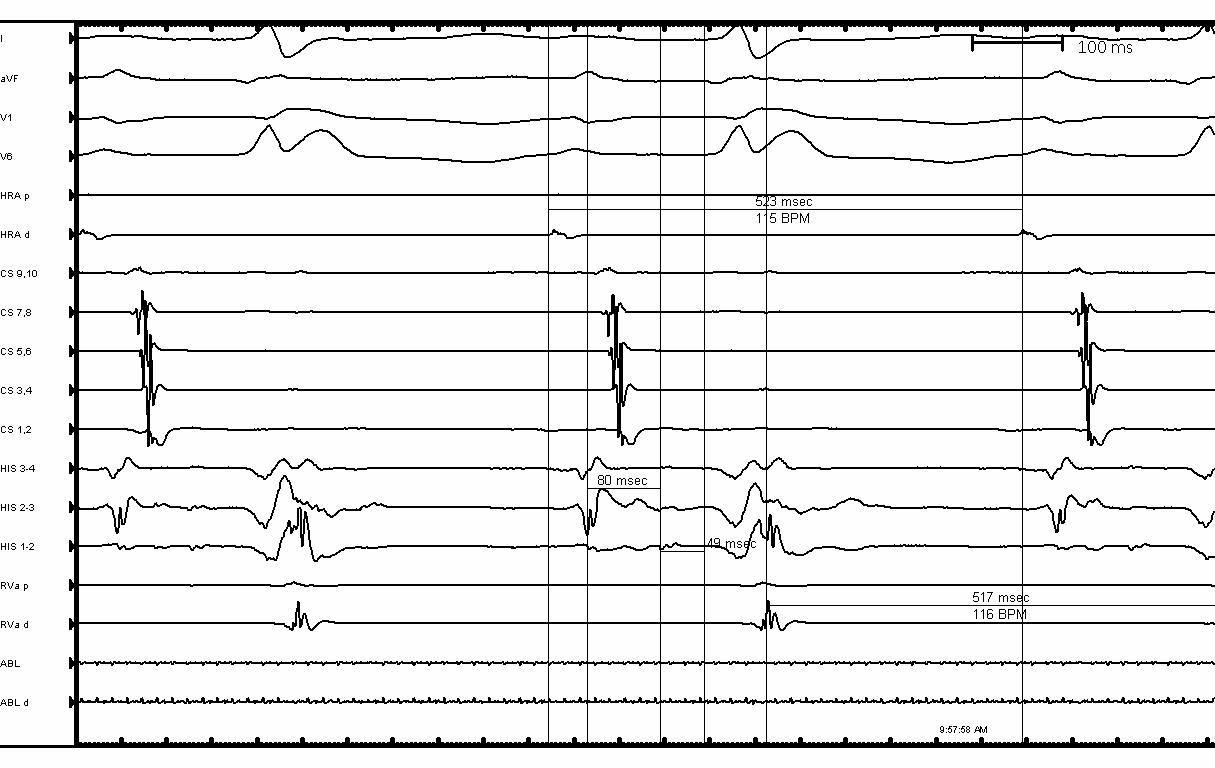 I
100 ms
aVF
V1
V6
HRA p
523 msec
115 BPM
HRA d
CS 9,10
CS 7,8
CS 5,6
CS 3,4
CS 1,2
HIS 3-4
80 msec
HIS 2-3
HIS 1-2
49 msec
RVa p
517 msec
116 BPM
RVa d
ABL
ABL d
9:57:58 AM